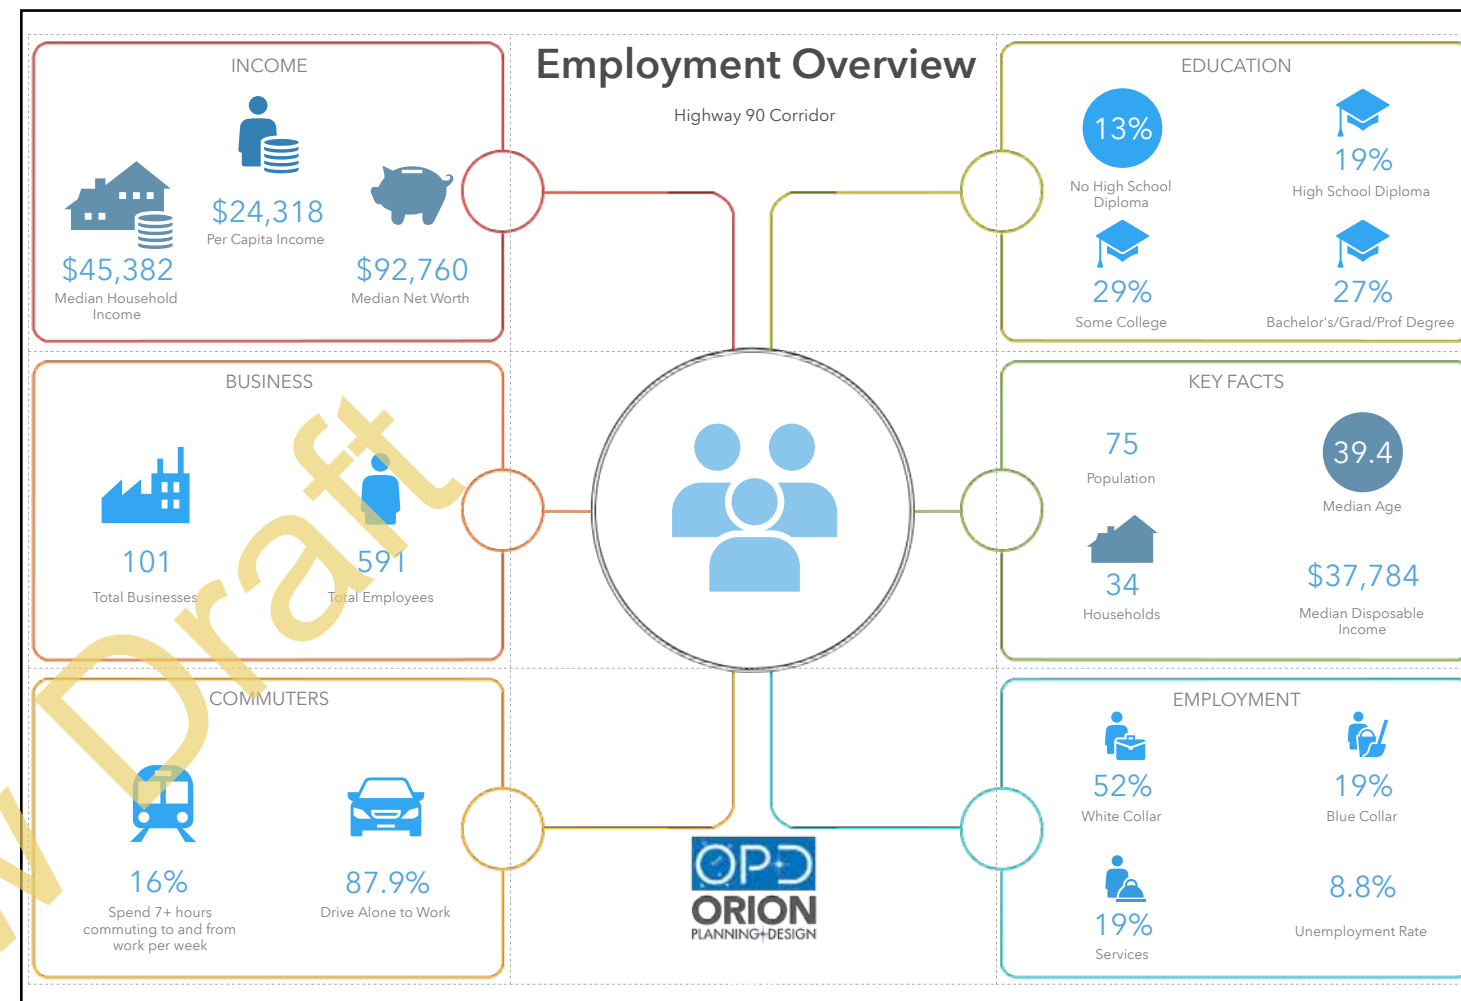 Employment Overview
Highway 90 Corridor
INCOME
$24,318
Per Capita Income
$45,382
Median Household
Income
$92,760
Median Net Worth
EDUCATION
13%
No High School
Diploma
19%
High School Diploma
29%
Some College
27%
Bachelor's/Grad/Prof Degree
BUSINESS
101
Total Businesses
591
Total Employees
KEY FACTS
75
Population
39.4
Median Age
34
Households
$37,784
Median Disposable
Income
COMMUTERS
16%
Spend 7+ hours
commuting to and from
work per week
87.9%
Drive Alone to Work
EMPLOYMENT
52%
White Collar
19%
Blue Collar
19%
Services
8.8%
Unemployment Rate
OPD
ORION
PLANNING+DESIGN
Draft